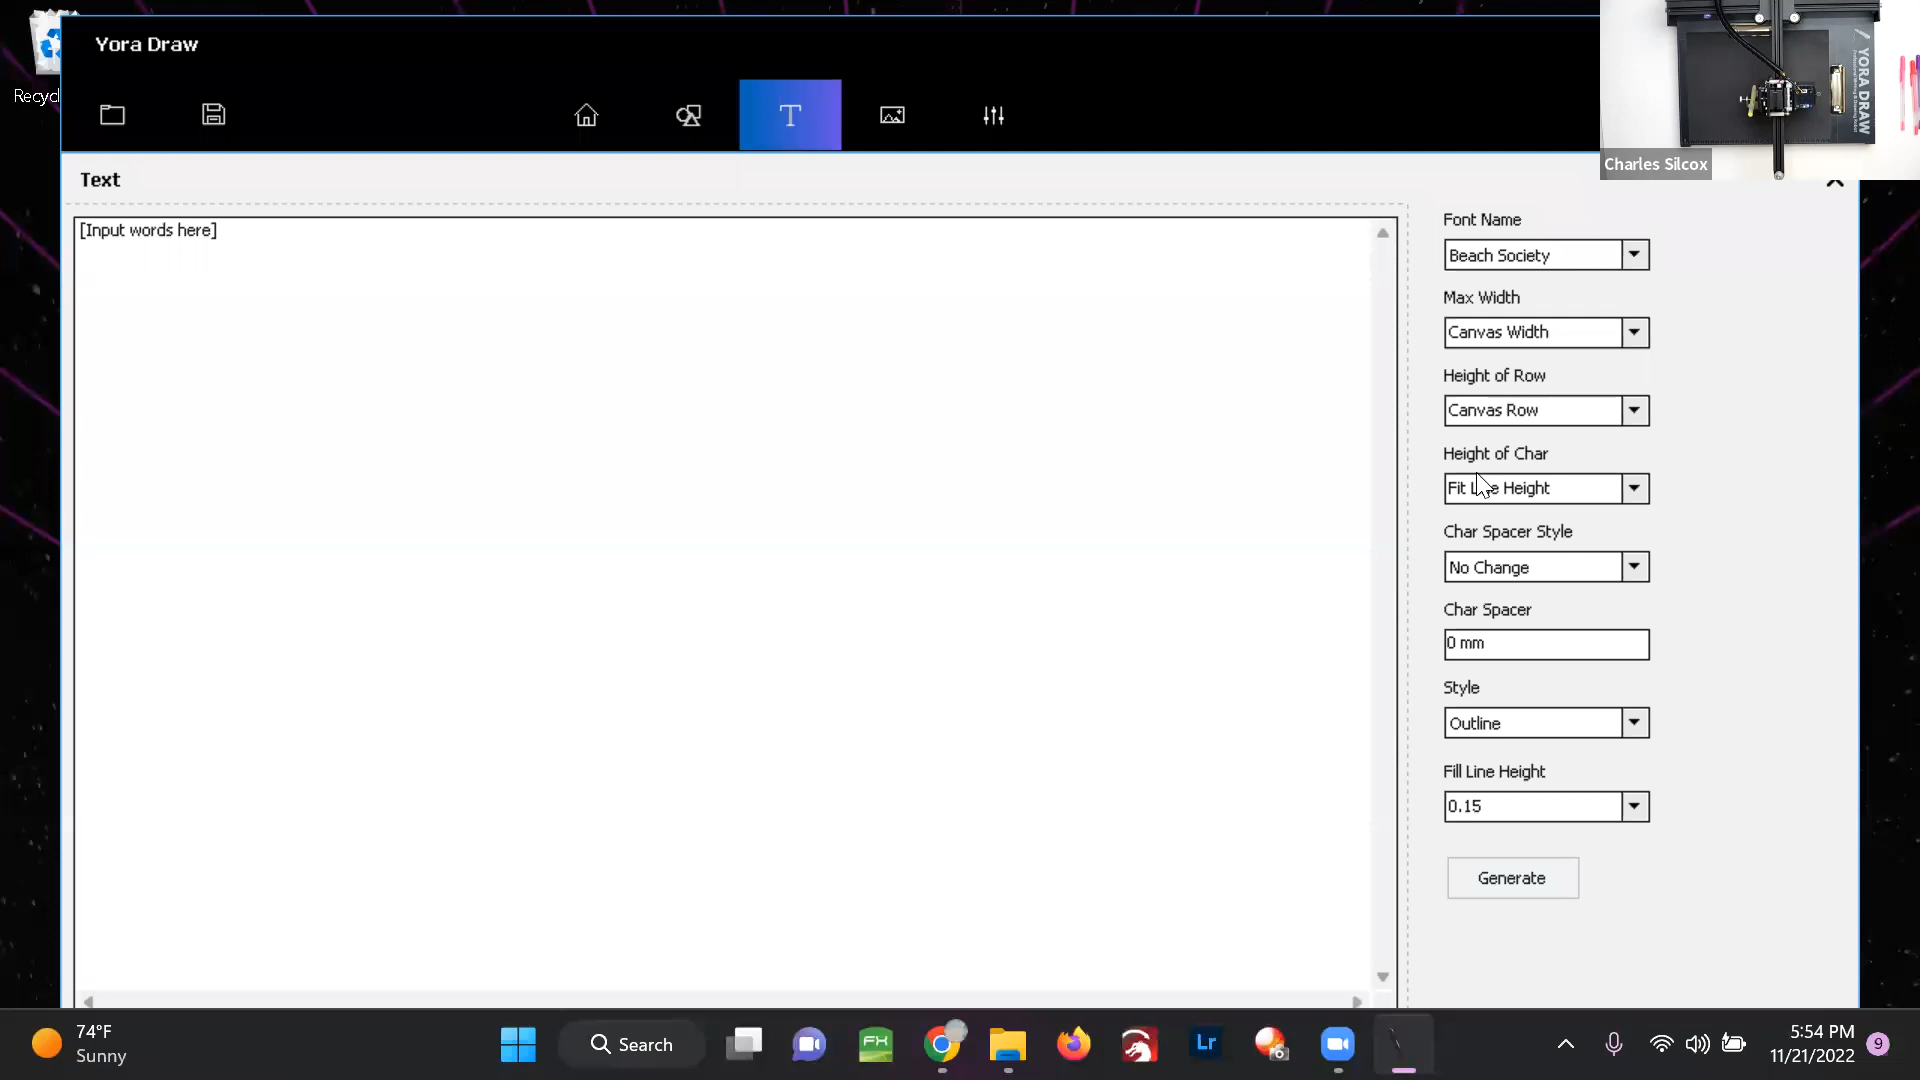 Yora Draw
Recycl
Charles Silcox
YORA DRAW
T
Text
[Input words here]
Font Name
Beach Society
Max Width
Canvas Width
Height of Row
Canvas Row
Height of Char
Fit Line Height
Char Spacer Style
No Change
Char Spacer
0 mm
Style
Outline
Fill Line Height
0.15
Generate
74°F
Sunny
Search
FX
Lr
5:54 PM
11/21/2022
9